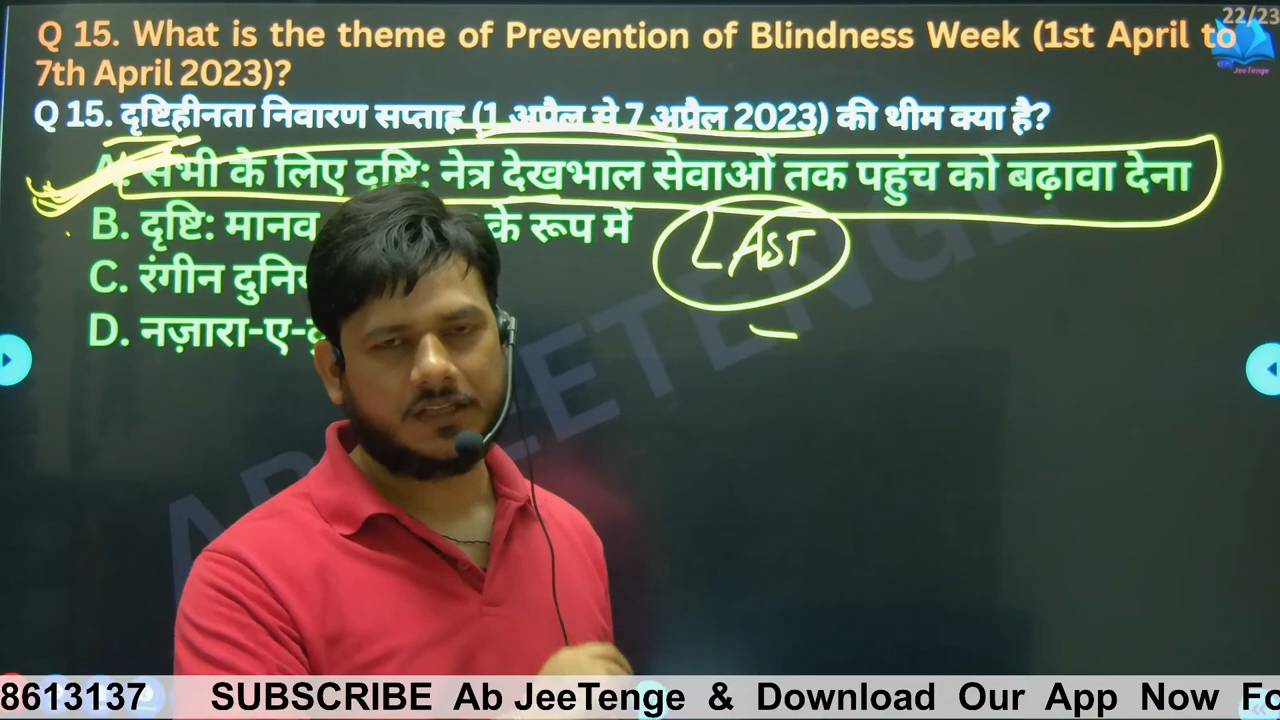 22/23
Q 15. What is the theme of Prevention of Blindness Week (1st April to
7th April 2023)?
JeeTenge
Q 15. दृष्टिहीनता निवारण सप्ताह (1 अप्रैल से 7 अप्रैल 2023) की थीम क्या है?
A. सभी के लिए दृष्टि: नेत्र देखभाल सेवाओं तक पहुंच को बढ़ावा देना
B. दृष्टि: मानव के रूप में
LAST
C. रंगीन
D. नज़ारा-ए-
8613137 SUBSCRIBE Ab JeeTenge & Download Our App Now